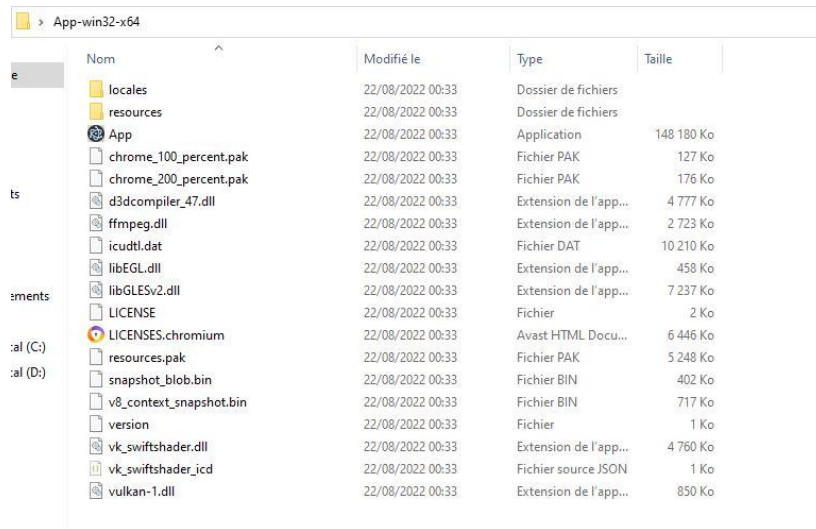 > App-win32-x64
Nom Modifié le Type Taille
e
locales 22/08/2022 00:33 Dossier de fichiers
resources 22/08/2022 00:33 Dossier de fichiers
App 22/08/2022 00:33 Application 148 180 Ko
chrome_100_percent.pak 22/08/2022 00:33 Fichier PAK 127 Ko
chrome_200_percent.pak 22/08/2022 00:33 Fichier PAK 176 Ko
ts
d3dcompiler_47.dll 22/08/2022 00:33 Extension de l'app... 4 777 Ko
ffmpeg.dll 22/08/2022 00:33 Extension de l'app... 2 723 Ko
icudtl.dat 22/08/2022 00:33 Fichier DAT 10 210 Ko
libEGL.dll 22/08/2022 00:33 Extension de l'app... 458 Ko
libGLESv2.dll 22/08/2022 00:33 Extension de l'app... 7 237 Ko
ements
LICENSE 22/08/2022 00:33 Fichier 2 Ko
LICENSES.chromium 22/08/2022 00:33 Avast HTML Docu... 6 446 Ko
cal (C:)
resources.pak 22/08/2022 00:33 Fichier PAK 5 248 Ko
cal (D:)
snapshot_blob.bin 22/08/2022 00:33 Fichier BIN 402 Ko
v8_context_snapshot.bin 22/08/2022 00:33 Fichier BIN 717 Ko
version 22/08/2022 00:33 Fichier 1 Ko
vk_swiftshader.dll 22/08/2022 00:33 Extension de l'app... 4 760 Ko
vk_swiftshader_icd 22/08/2022 00:33 Fichier source JSON 1 Ko
vulkan-1.dll 22/08/2022 00:33 Extension de l'app... 850 Ko